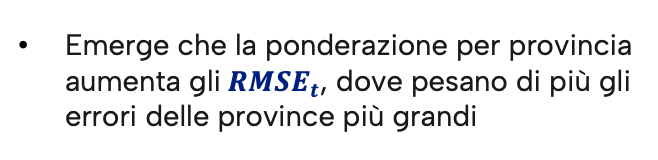 • Emerge che la ponderazione per provincia
aumenta gli RMSEₜ, dove pesano di più gli
errori delle province più grandi